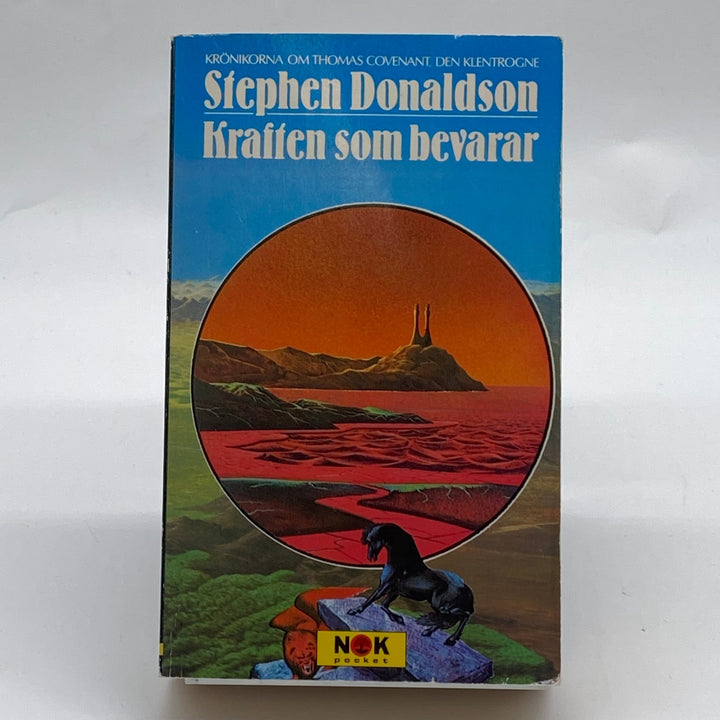 KRÖNIKORNA OM THOMAS COVENANT, DEN KLENTROGNE
Stephen Donaldson
Kraften som bevarar
NOK
pocket